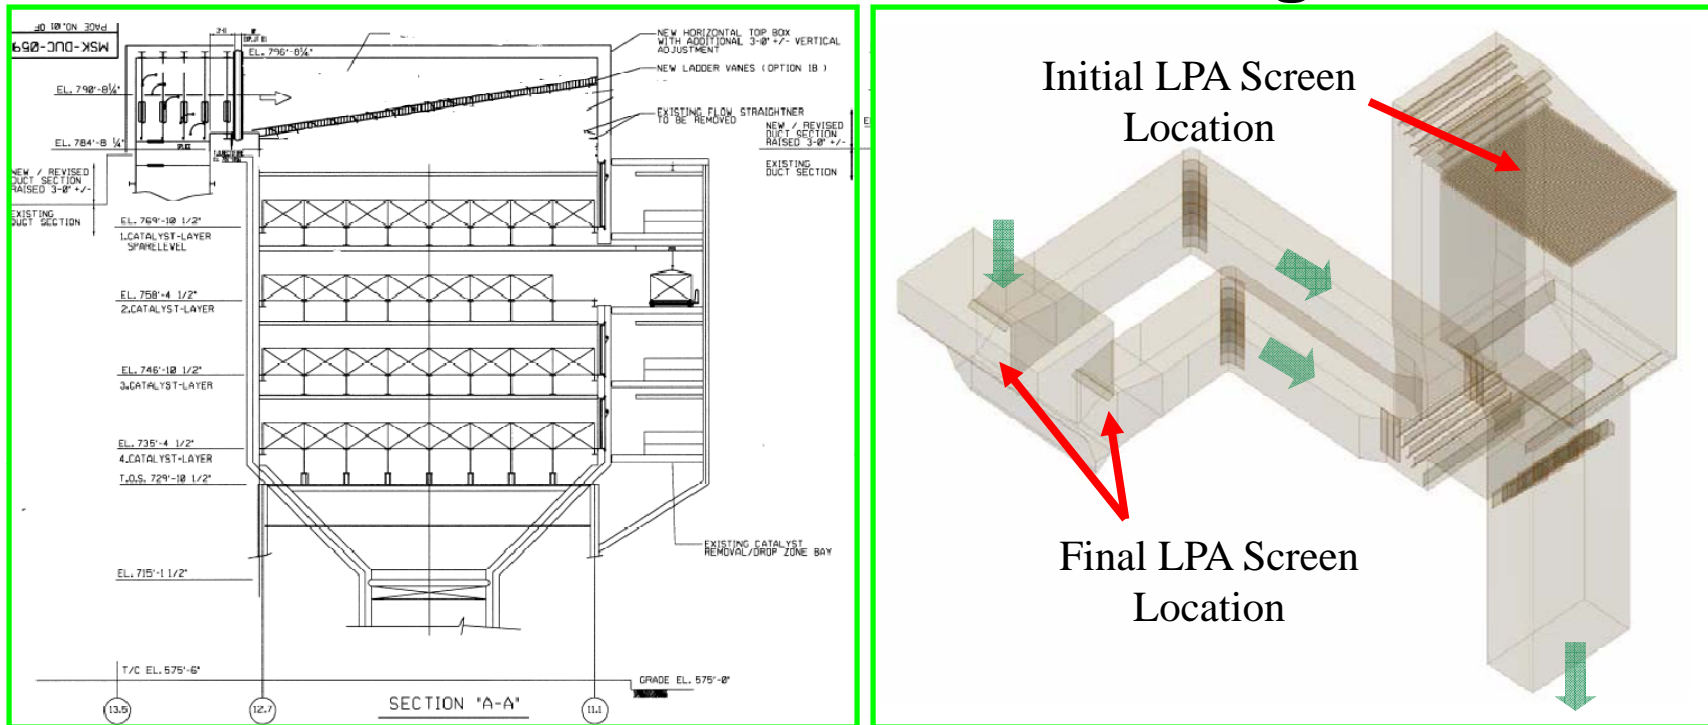 PAGE NO.01 OF
MSK-DUC-059
EL. 796'-8¼"
NEW HORIZONTAL TOP BOX
WITH ADDITIONAL 3-0" +/- VERTICAL
ADJUSTMENT
NEW LADDER VANES (OPTION 1B )
EL. 790'-8¼"
EXISTING FLOW STRAIGHTNER
TO BE REMOVED
NEW / REVISED
DUCT SECTION
RAISED 3-0" +/-
EL. 784'-8 ¼"
EXISTING
DUCT SECTION
NEW / REVISED
DUCT SECTION
RAISED 3-0" +/-
EXISTING
DUCT SECTION
EL. 769'-10 1/2"
1.CATALYST-LAYER
SPARELEVEL
EL. 758'-4 1/2"
2.CATALYST-LAYER
EL. 746'-10 1/2"
3.CATALYST-LAYER
EL. 735'-4 1/2"
4.CATALYST-LAYER
T.O.S. 729'-10 1/2"
EXISTING CATALYST
REMOVAL/DROP ZONE BAY
EL. 715'-1 1/2"
T/C EL. 575'-6"
GRADE EL. 575'-0"
SECTION "A-A"
13.5
12.7
11.1
Initial LPA Screen
Location
Final LPA Screen
Location